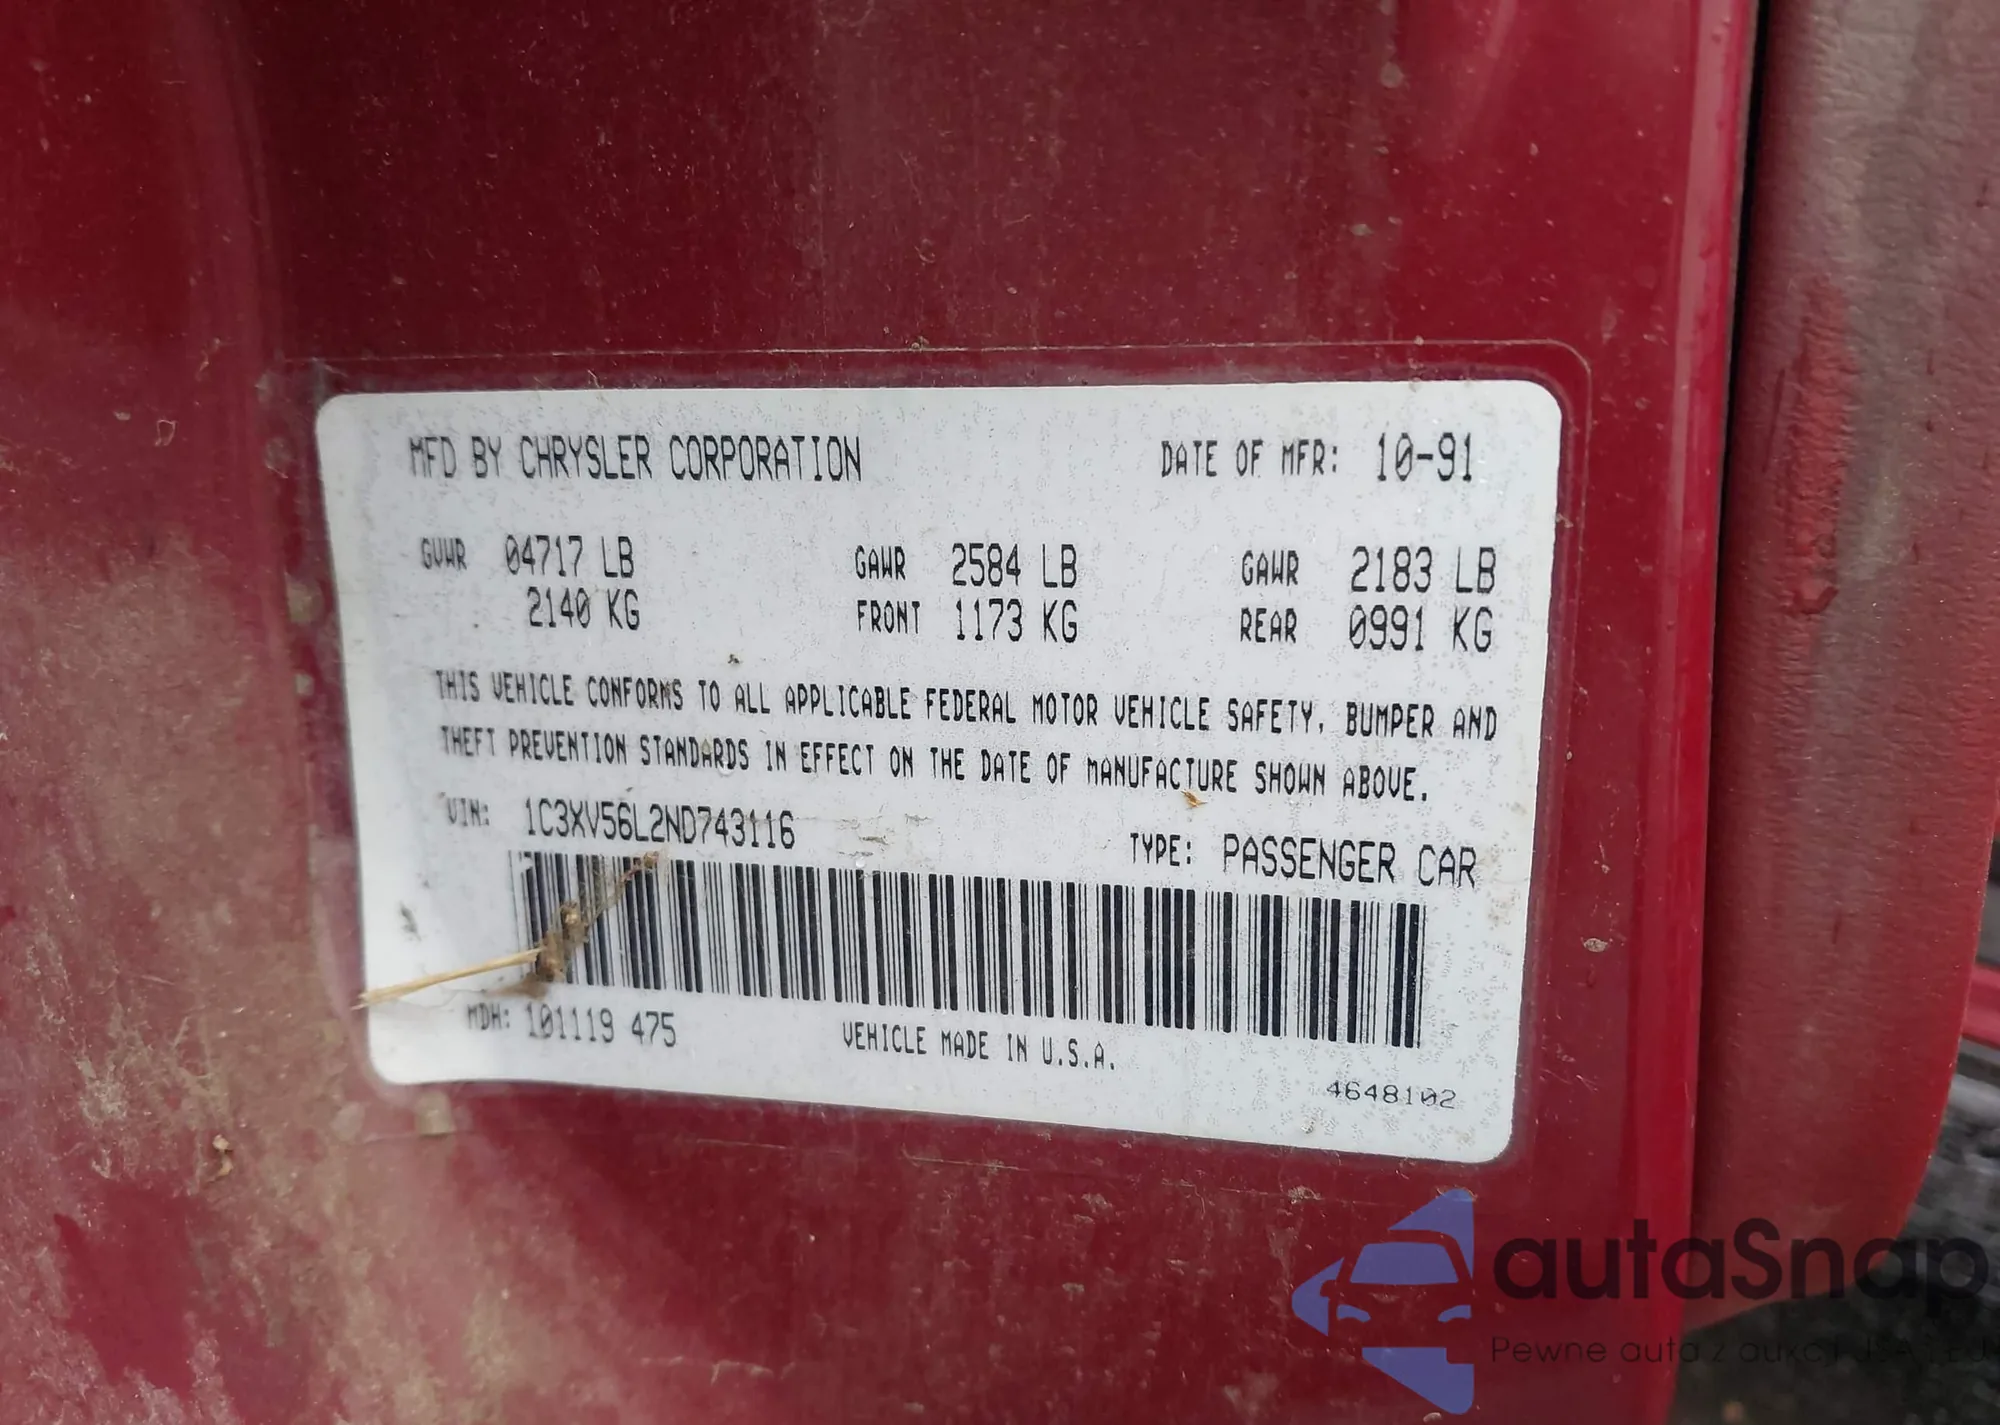 MFD BY CHRYSLER CORPORATION DATE OF MFR: 10-91
GVWR 04717 LB GAWR 2584 LB GAWR 2183 LB
2140 KG FRONT 1173 KG REAR 0991 KG
THIS VEHICLE CONFORMS TO ALL APPLICABLE FEDERAL MOTOR VEHICLE SAFETY, BUMPER AND
THEFT PREVENTION STANDARDS IN EFFECT ON THE DATE OF MANUFACTURE SHOWN ABOVE.
VIN: 1C3XV56L2ND743116 TYPE: PASSENGER CAR
MDH: 101119 475 VEHICLE MADE IN U.S.A.
4648102
autaSnap
Pewne auta z aukcji